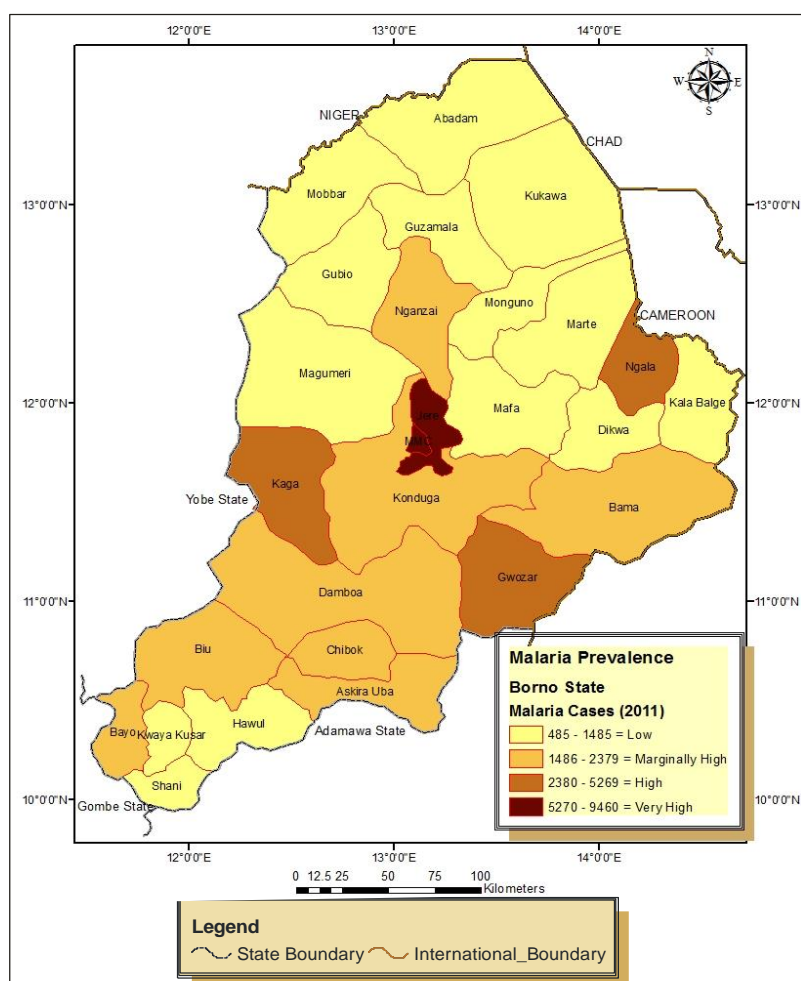 12°0'0"E 13°0'0"E 14°0'0"E
N
W E
S
NIGER
Abadam
CHAD
Mobbar
Kukawa
13°0'0"N 13°0'0"N
Guzamala
Gubio
Nganzai
Monguno
Marte
CAMEROON
Magumeri
Ngala
12°0'0"N 12°0'0"N
Jere
Mafa
Kala Balge
Dikwa
MMC
Kaga
Yobe State
Konduga
Bama
Gwozar
11°0'0"N 11°0'0"N
Damboa
Biu
Chibok
Askira Uba
Bayo
Kwaya Kusar
Hawul
Adamawa State
Shani
Gombe State
10°0'0"N 10°0'0"N
Malaria Prevalence
Borno State
Malaria Cases (2011)
485 - 1485 = Low
1486 - 2379 = Marginally High
2380 - 5269 = High
5270 - 9460 = Very High
12°0'0"E 13°0'0"E 14°0'0"E
0 12.5 25 50 75 100
Kilometers
Legend
State Boundary International_Boundary